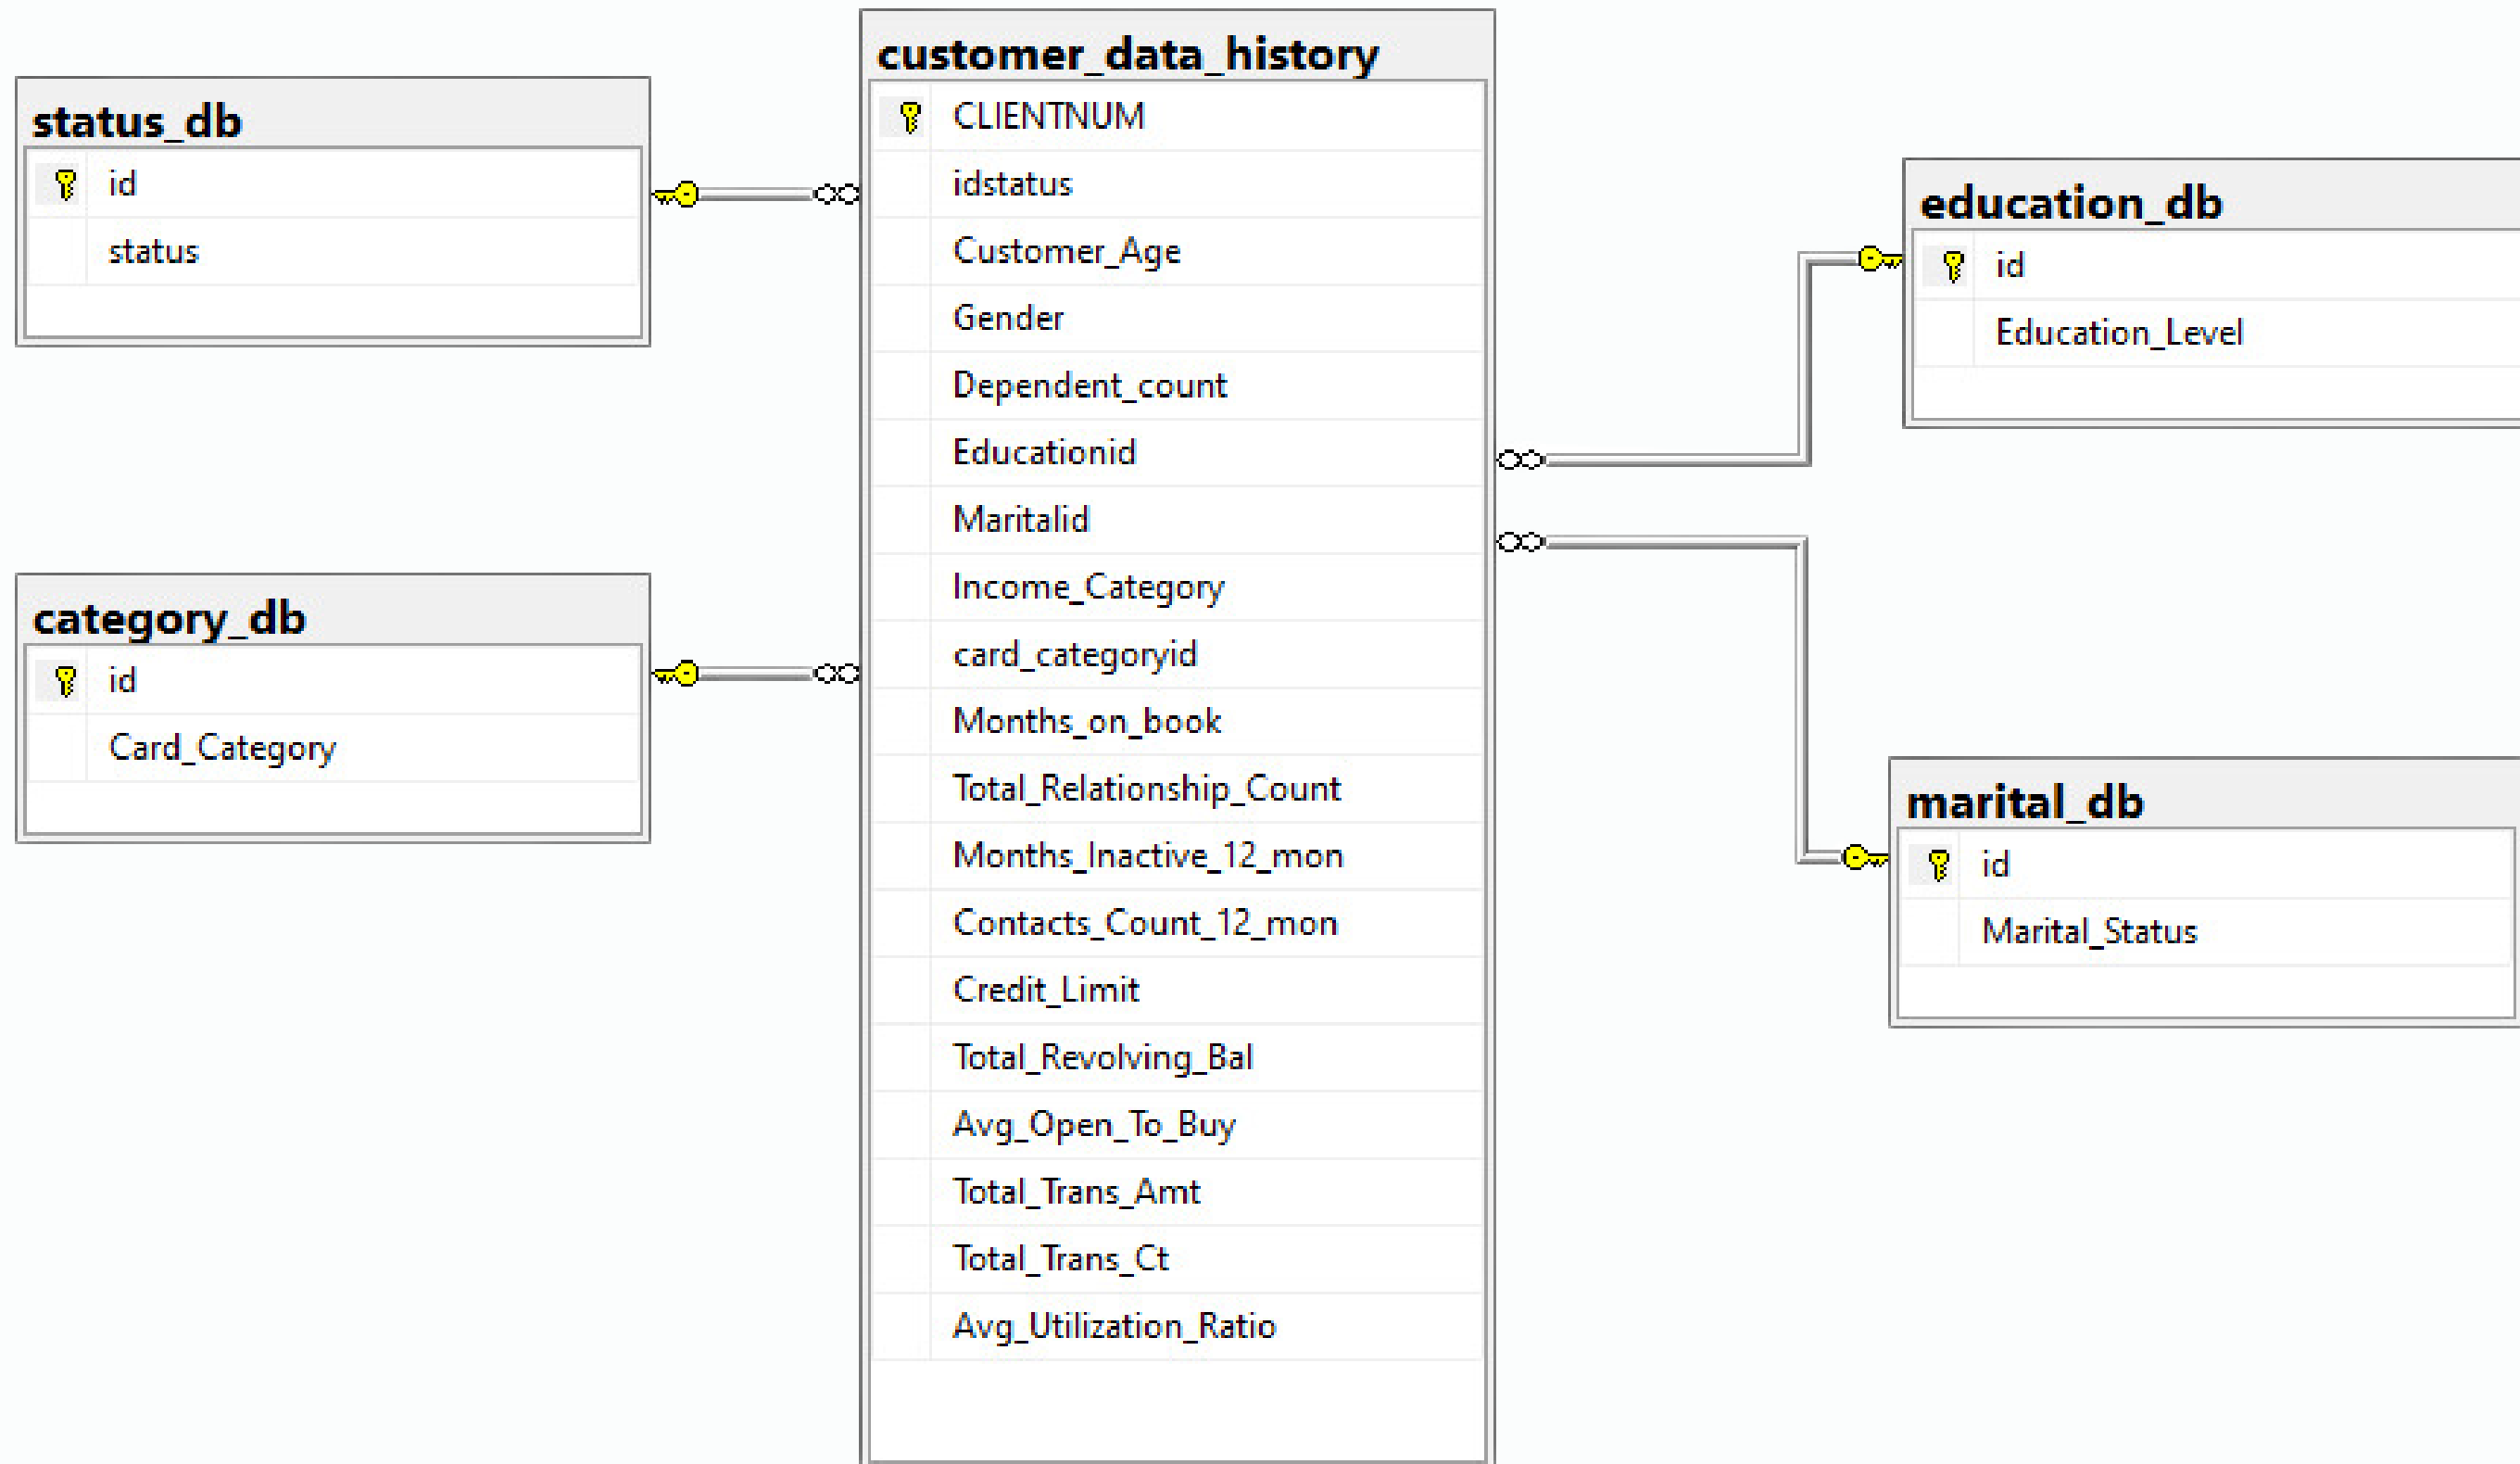 status_db
id
status
category_db
id
Card_Category
customer_data_history
CLIENTNUM
idstatus
Customer_Age
Gender
Dependent_count
Educationid
Maritalid
Income_Category
card_categoryid
Months_on_book
Total_Relationship_Count
Months_Inactive_12_mon
Contacts_Count_12_mon
Credit_Limit
Total_Revolving_Bal
Avg_Open_To_Buy
Total_Trans_Amt
Total_Trans_Ct
Avg_Utilization_Ratio
education_db
id
Education_Level
marital_db
id
Marital_Status